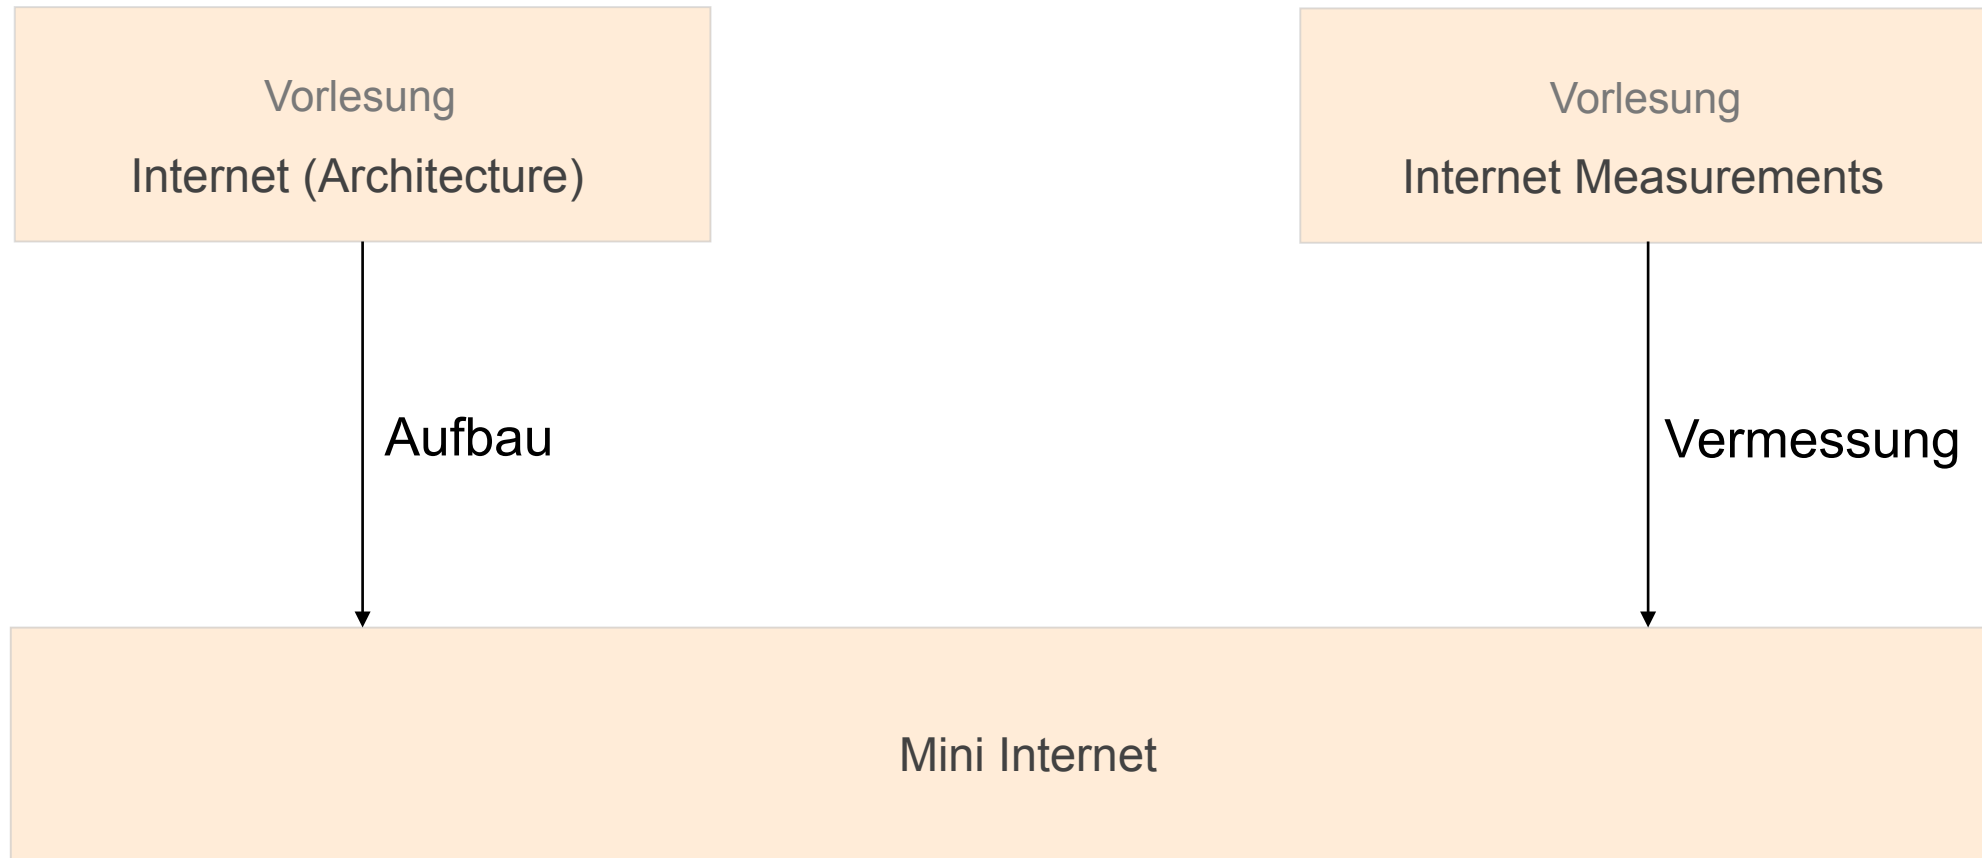 Vorlesung
Internet (Architecture)
Vorlesung
Internet Measurements
Aufbau
Vermessung
Mini Internet